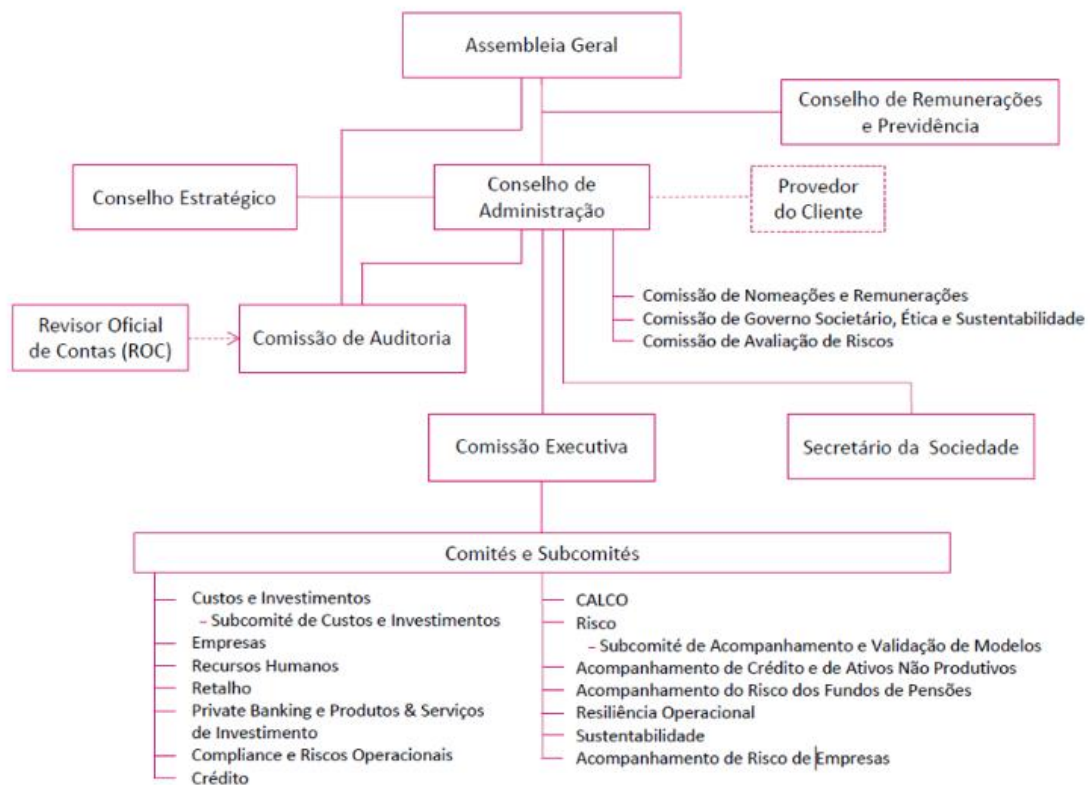 Assembleia Geral
Conselho de Remunerações
e Previdência
Conselho Estratégico
Conselho de
Administração
Provedor
do Cliente
Comissão de Nomeações e Remunerações
Comissão de Governo Societário, Ética e Sustentabilidade
Comissão de Avaliação de Riscos
Revisor Oficial
de Contas (ROC)
Comissão de Auditoria
Comissão Executiva
Secretário da Sociedade
Comités e Subcomités
Custos e Investimentos
– Subcomité de Custos e Investimentos
Empresas
Recursos Humanos
Retalho
Private Banking e Produtos & Serviços
de Investimento
Compliance e Riscos Operacionais
Crédito
CALCO
Risco
– Subcomité de Acompanhamento e Validação de Modelos
Acompanhamento de Crédito e de Ativos Não Produtivos
Acompanhamento do Risco dos Fundos de Pensões
Resiliência Operacional
Sustentabilidade
Acompanhamento de Risco de Empresas